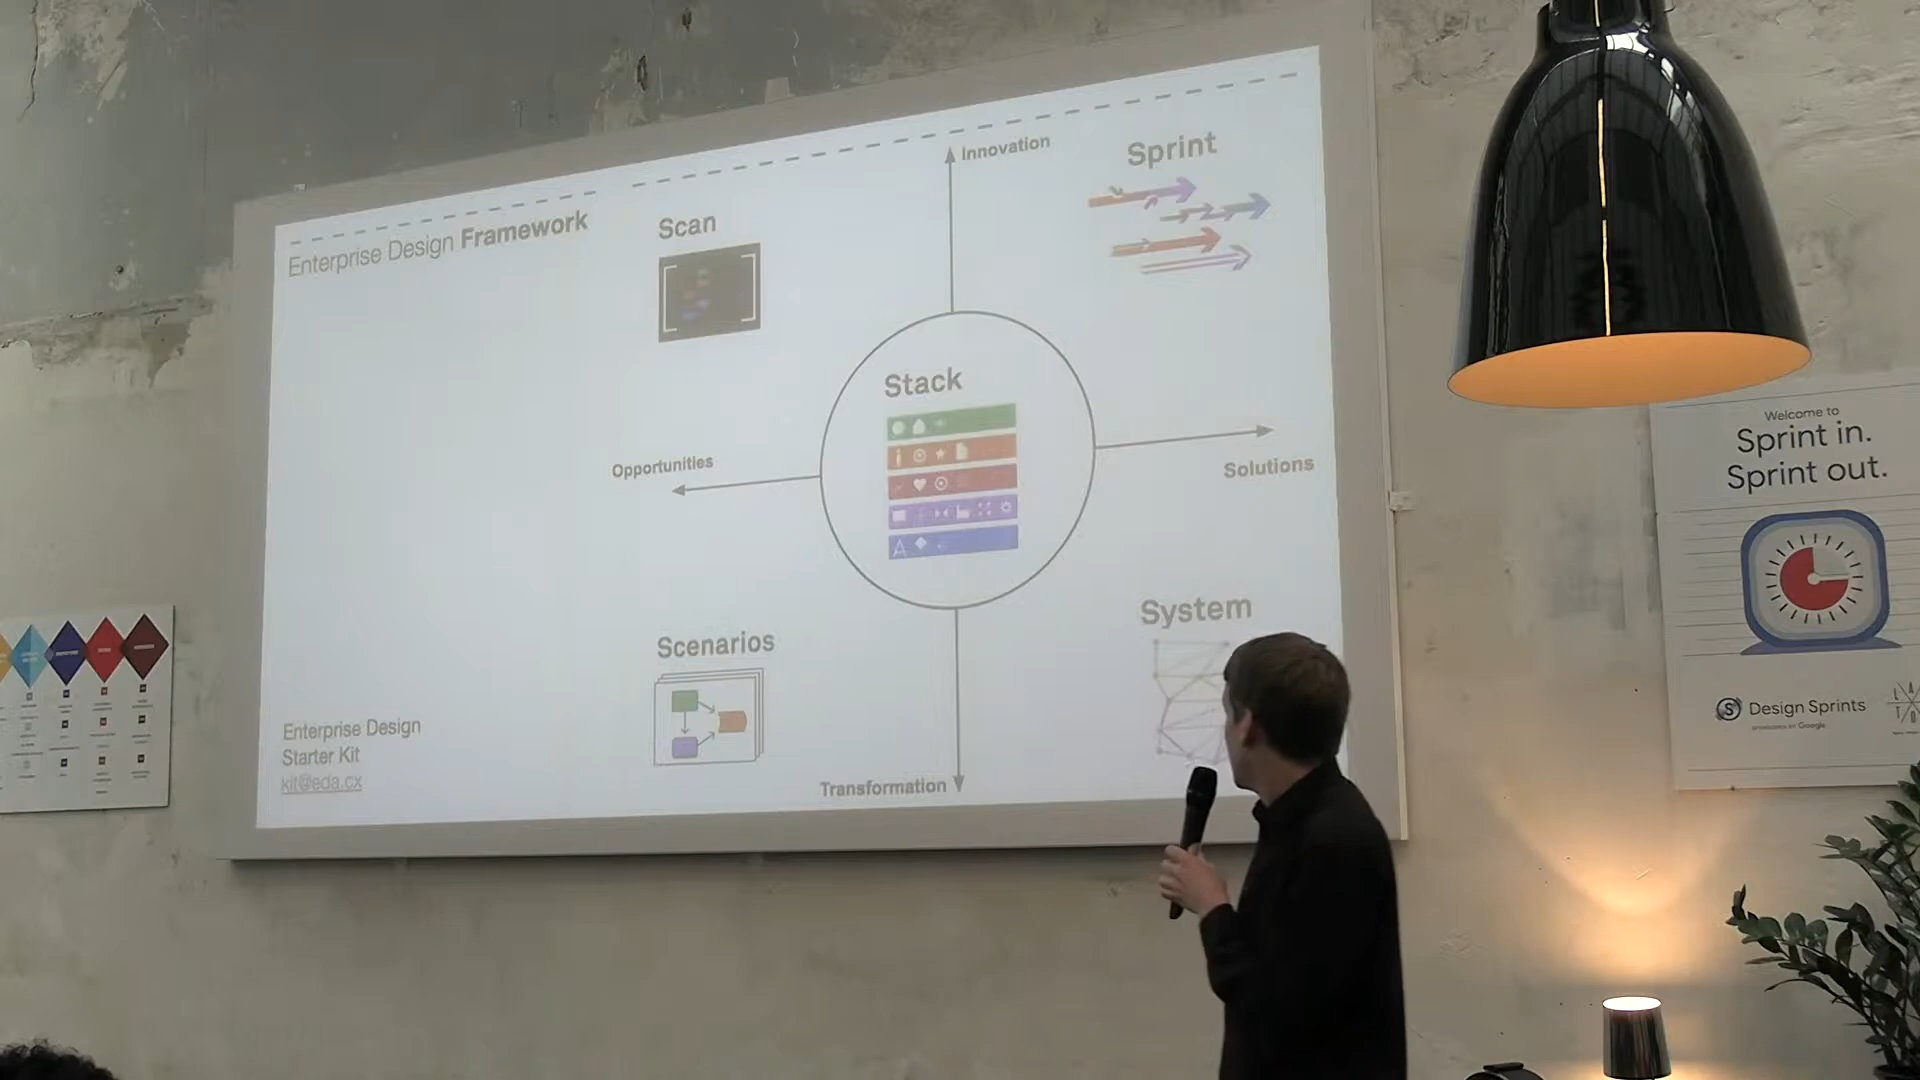 Enterprise Design Framework
Scan
Innovation
Sprint
Stack
Opportunities
Solutions
Scenarios
System
Transformation
Enterprise Design
Starter Kit
kit@eda.cx
Welcome to
Sprint in.
Sprint out.
Design Sprints